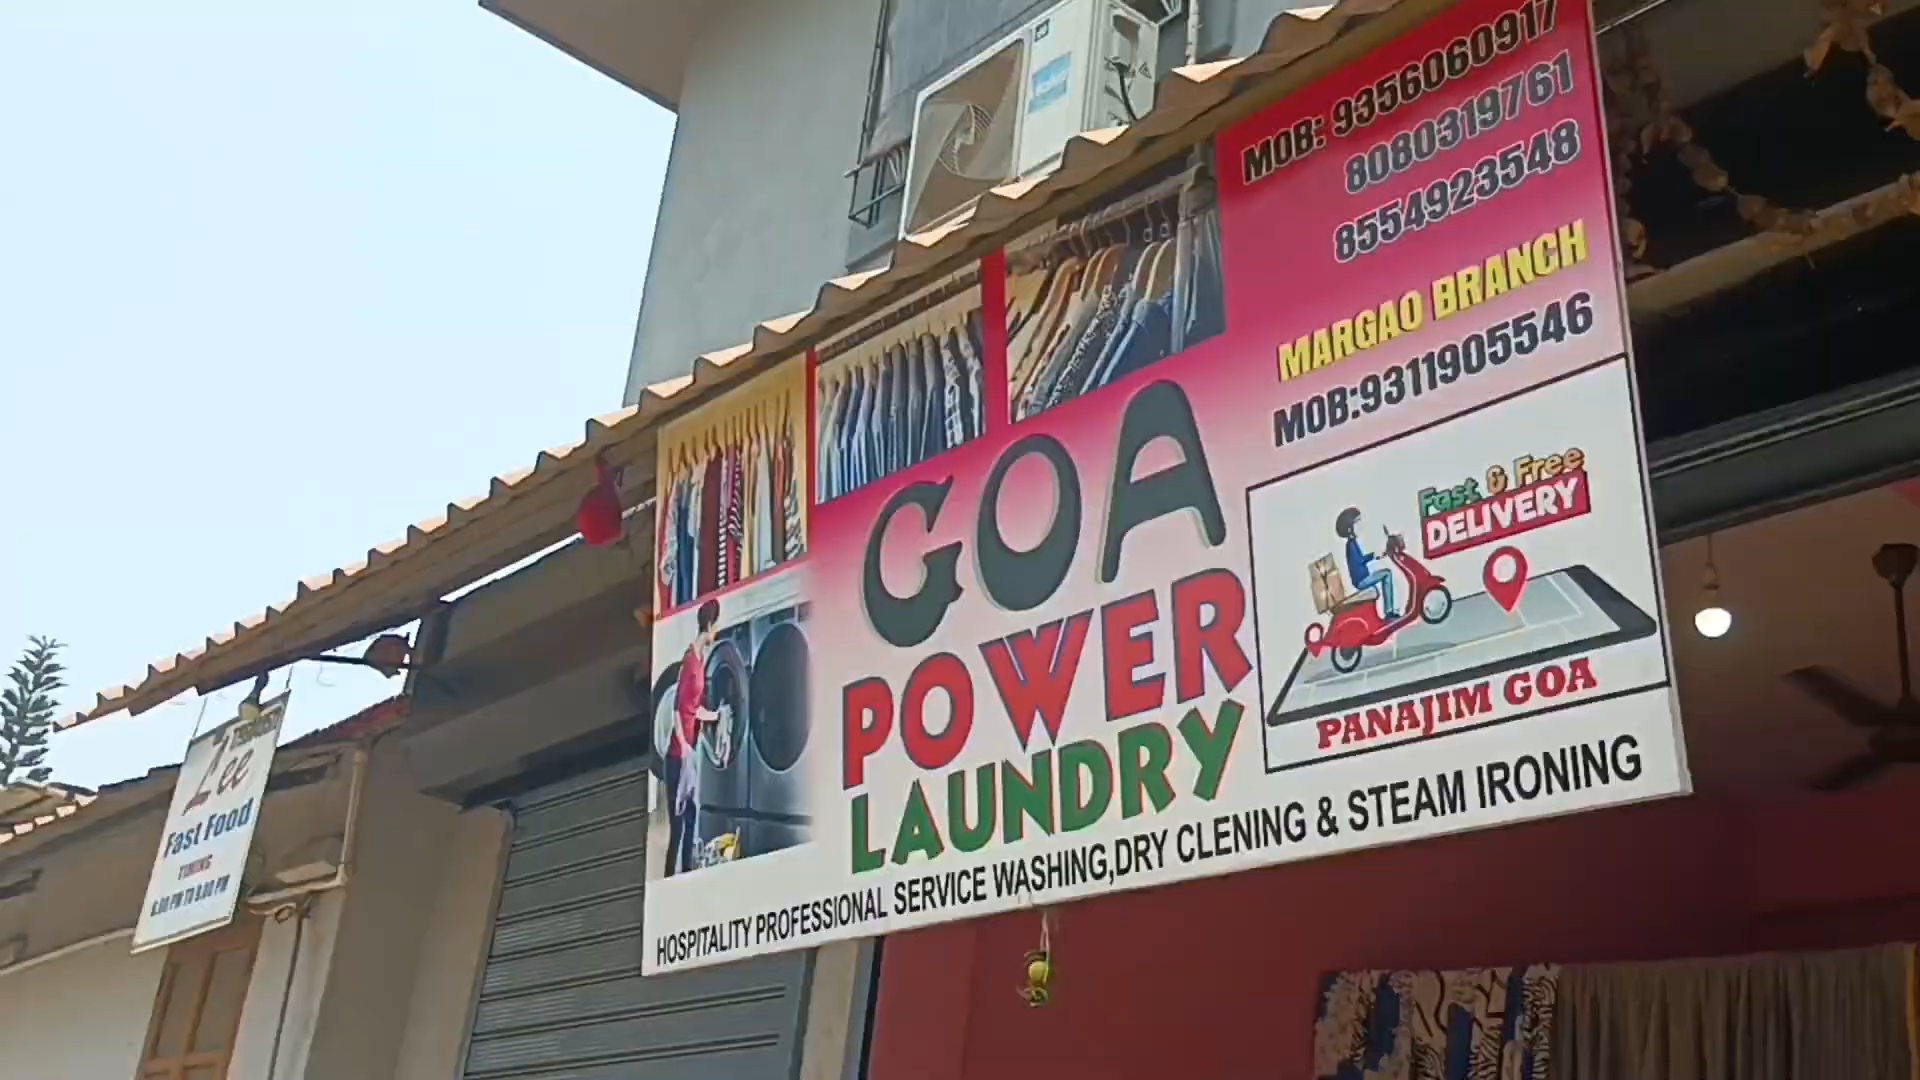 MOB: 9356060917
8080319761
8554923548
MARGAO BRANCH
MOB:9311905546
GOA
POWER
LAUNDRY
Fast & Free
DELIVERY
PANAJIM GOA
HOSPITALITY PROFESSIONAL SERVICE WASHING,DRY CLENING & STEAM IRONING
Zee
Fast Food
TIMING